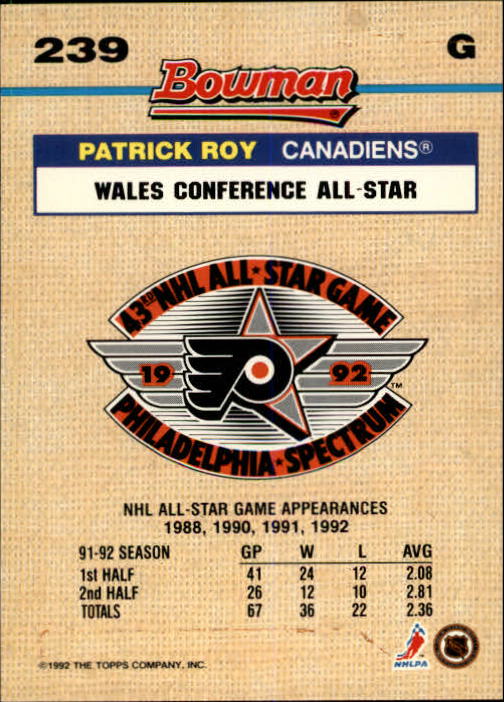 239 G
Bowman
PATRICK ROY CANADIENS®
WALES CONFERENCE ALL-STAR
43RD NHL ALL★STAR GAME
19 92
TM
PHILADELPHIA★SPECTRUM
NHL ALL-STAR GAME APPEARANCES
1988, 1990, 1991, 1992
91-92 SEASON GP W L AVG
1st HALF 41 24 12 2.08
2nd HALF 26 12 10 2.81
TOTALS 67 36 22 2.36
NHLPA
©1992 THE TOPPS COMPANY, INC.